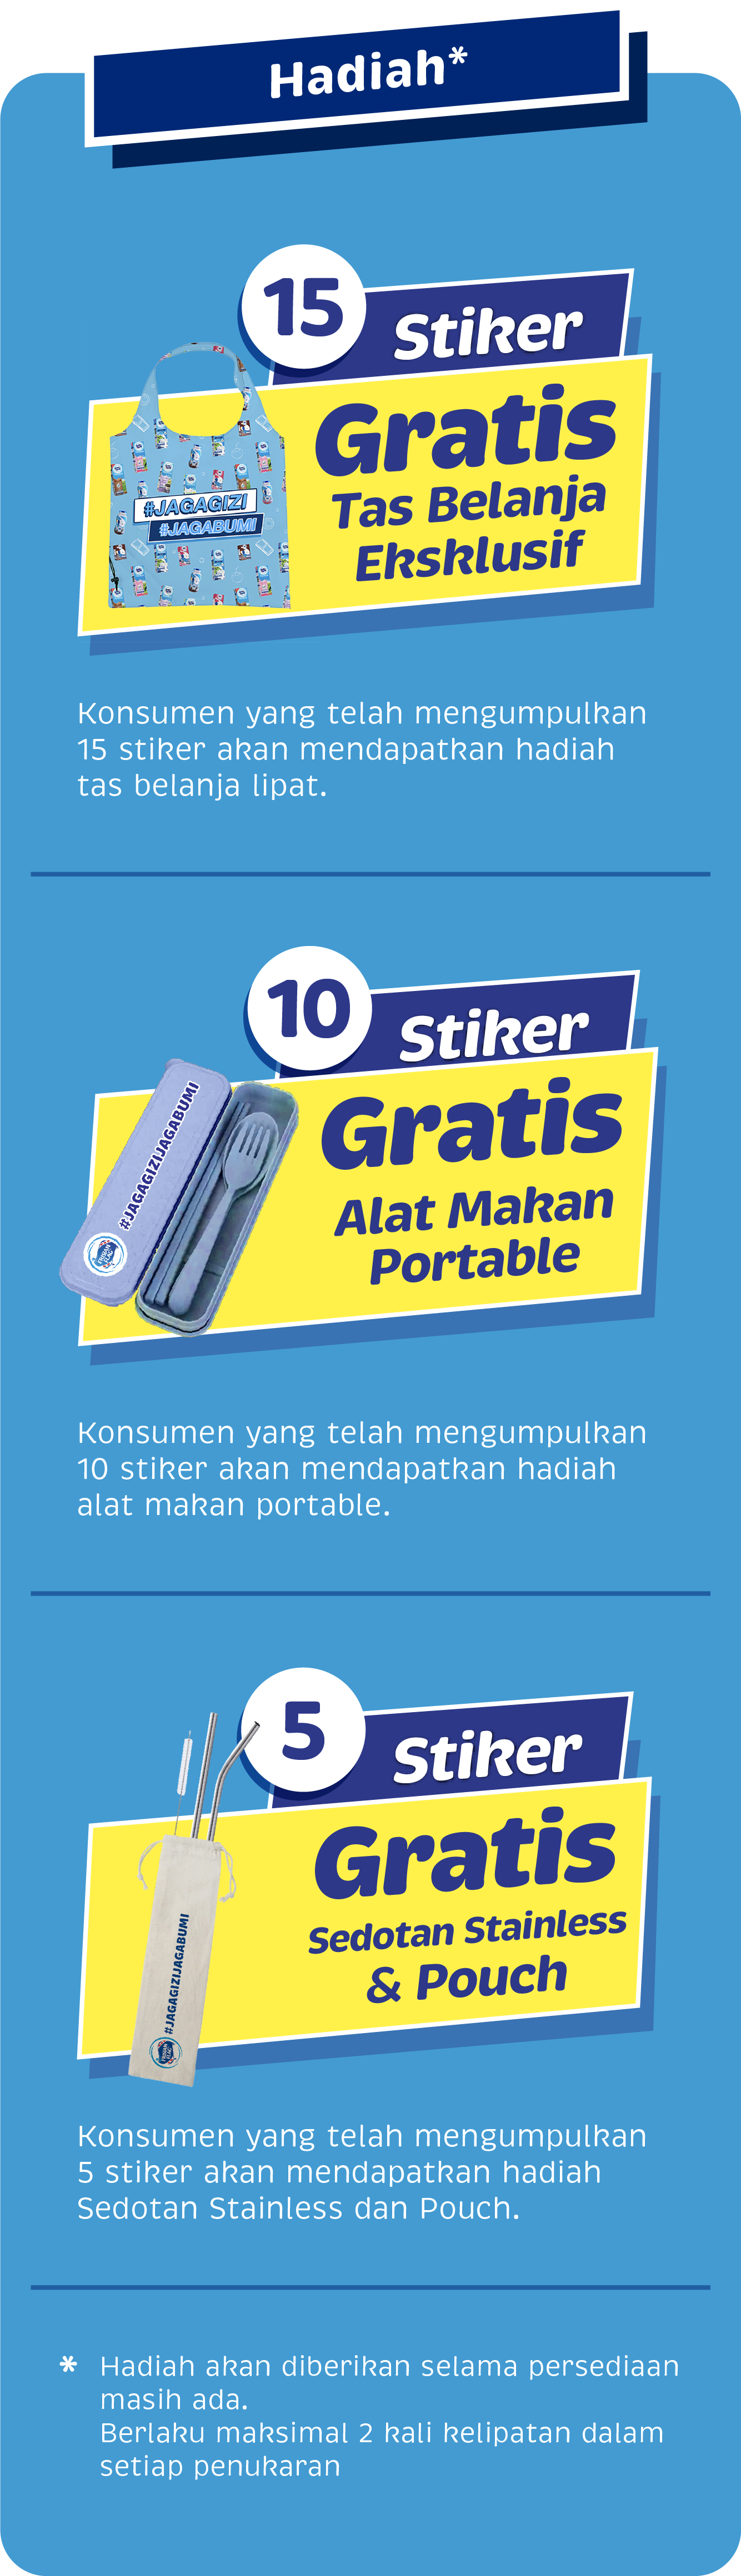 Hadiah*
15
Stiker
Gratis
Tas Belanja
Eksklusif
#JAGAGIZI
#JAGABUMI
Konsumen yang telah mengumpulkan
15 stiker akan mendapatkan hadiah
tas belanja lipat.
10
Stiker
Gratis
Alat Makan
Portable
#JAGAGIZIJAGABUMI
FRISIAN FLAG
Konsumen yang telah mengumpulkan
10 stiker akan mendapatkan hadiah
alat makan portable.
5
Stiker
Gratis
Sedotan Stainless
& Pouch
#JAGAGIZIJAGABUMI
Konsumen yang telah mengumpulkan
5 stiker akan mendapatkan hadiah
Sedotan Stainless dan Pouch.
* Hadiah akan diberikan selama persediaan
masih ada.
Berlaku maksimal 2 kali kelipatan dalam
setiap penukaran